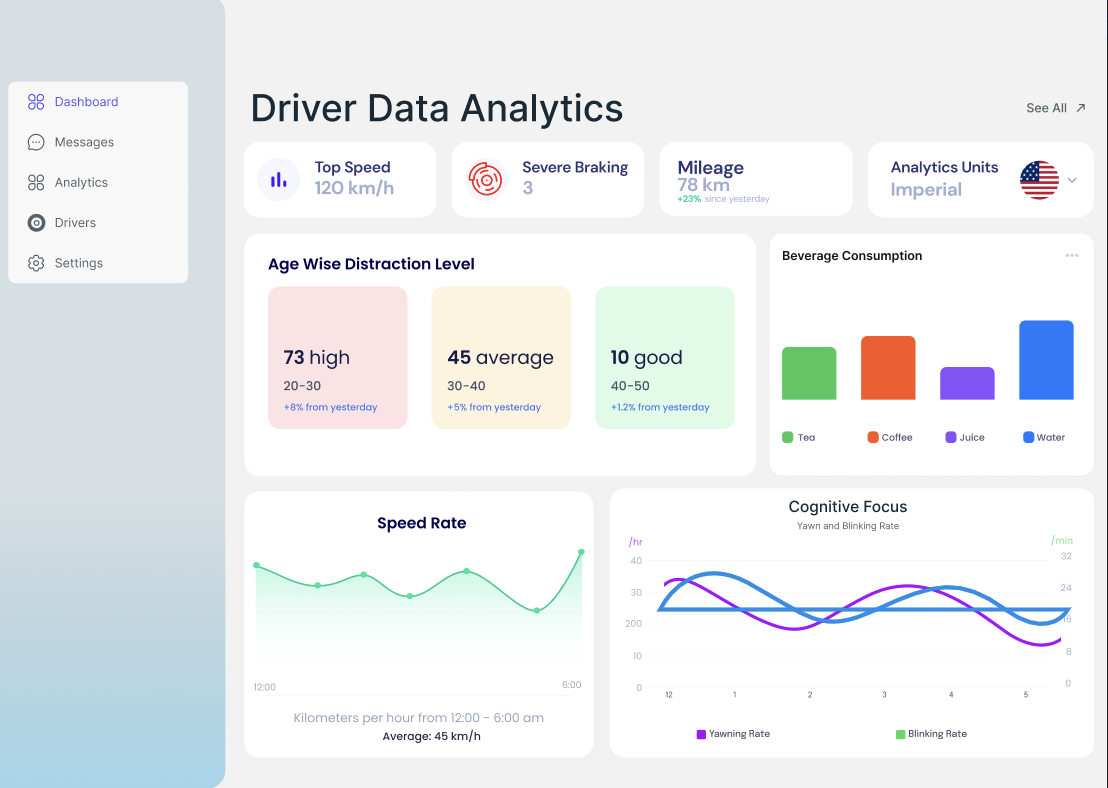 Dashboard
Messages
Analytics
Drivers
Settings
Driver Data Analytics
See All
Top Speed
120 km/h
Severe Braking
3
Mileage
78 km
+23% since yesterday
Analytics Units
Imperial
Age Wise Distraction Level
73 high
20-30
+8% from yesterday
45 average
30-40
+5% from yesterday
10 good
40-50
+1.2% from yesterday
Beverage Consumption
Tea
Coffee
Juice
Water
Speed Rate
12:00
6:00
Kilometers per hour from 12:00 - 6:00 am
Average: 45 km/h
Cognitive Focus
Yawn and Blinking Rate
/hr
/min
40
30
200
10
0
32
24
16
8
0
12 1 2 3 4 5
Yawning Rate
Blinking Rate